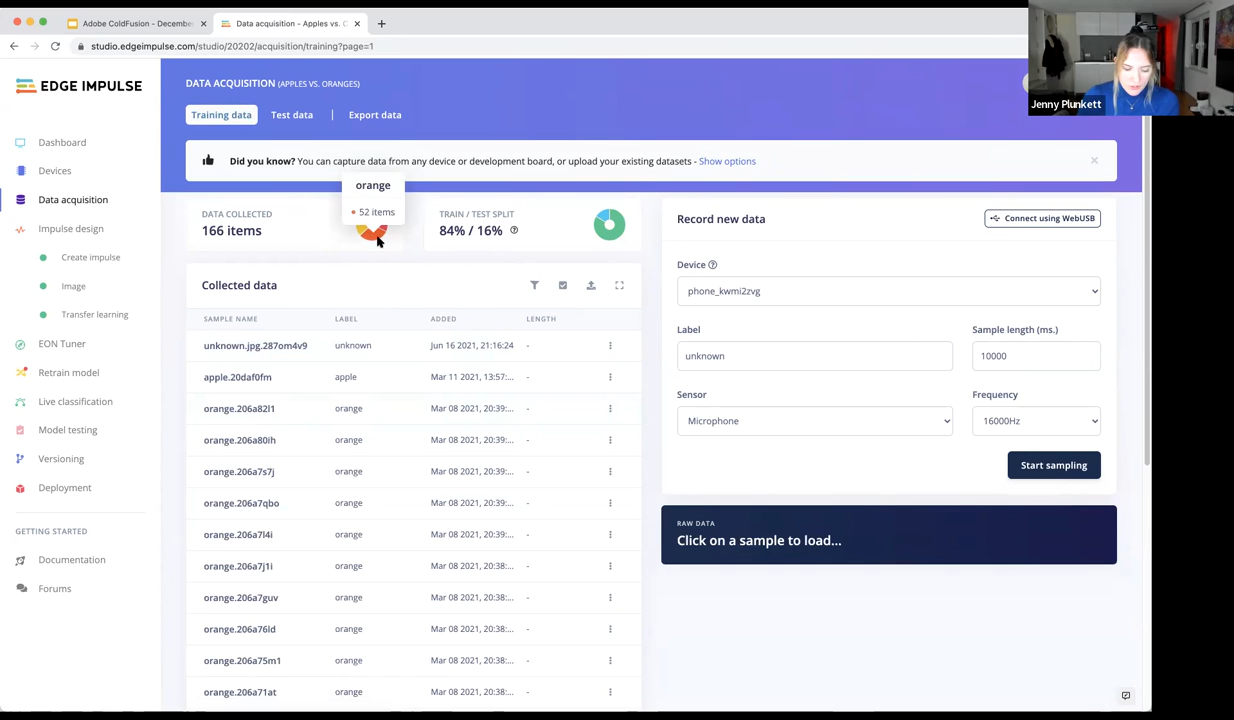 Adobe ColdFusion - Decembe
Data acquisition - Apples vs. C
studio.edgeimpulse.com/studio/20202/acquisition/training?page=1
Jenny Plunkett
EDGE IMPULSE
Dashboard
Devices
Data acquisition
Impulse design
Create impulse
Image
Transfer learning
EON Tuner
Retrain model
Live classification
Model testing
Versioning
Deployment
GETTING STARTED
Documentation
Forums
DATA ACQUISITION (APPLES VS. ORANGES)
Training data
Test data
Export data
Did you know? You can capture data from any device or development board, or upload your existing datasets - Show options
orange
52 items
DATA COLLECTED
166 items
TRAIN / TEST SPLIT
84% / 16%
Collected data
SAMPLE NAME LABEL ADDED LENGTH
unknown.jpg.287om4v9 unknown Jun 16 2021, 21:16:24 -
apple.20daf0fm apple Mar 11 2021, 13:57:... -
orange.206a82l1 orange Mar 08 2021, 20:39:... -
orange.206a80ih orange Mar 08 2021, 20:39:... -
orange.206a7s7j orange Mar 08 2021, 20:39:... -
orange.206a7qbo orange Mar 08 2021, 20:39:... -
orange.206a7l4i orange Mar 08 2021, 20:38:... -
orange.206a7j1i orange Mar 08 2021, 20:38:... -
orange.206a7guv orange Mar 08 2021, 20:38:... -
orange.206a76ld orange Mar 08 2021, 20:38:... -
orange.206a75m1 orange Mar 08 2021, 20:38:... -
orange.206a71at orange Mar 08 2021, 20:38:... -
Record new data
Connect using WebUSB
Device
phone_kwmi2zvg
Label
unknown
Sample length (ms.)
10000
Sensor
Microphone
Frequency
16000Hz
Start sampling
RAW DATA
Click on a sample to load...